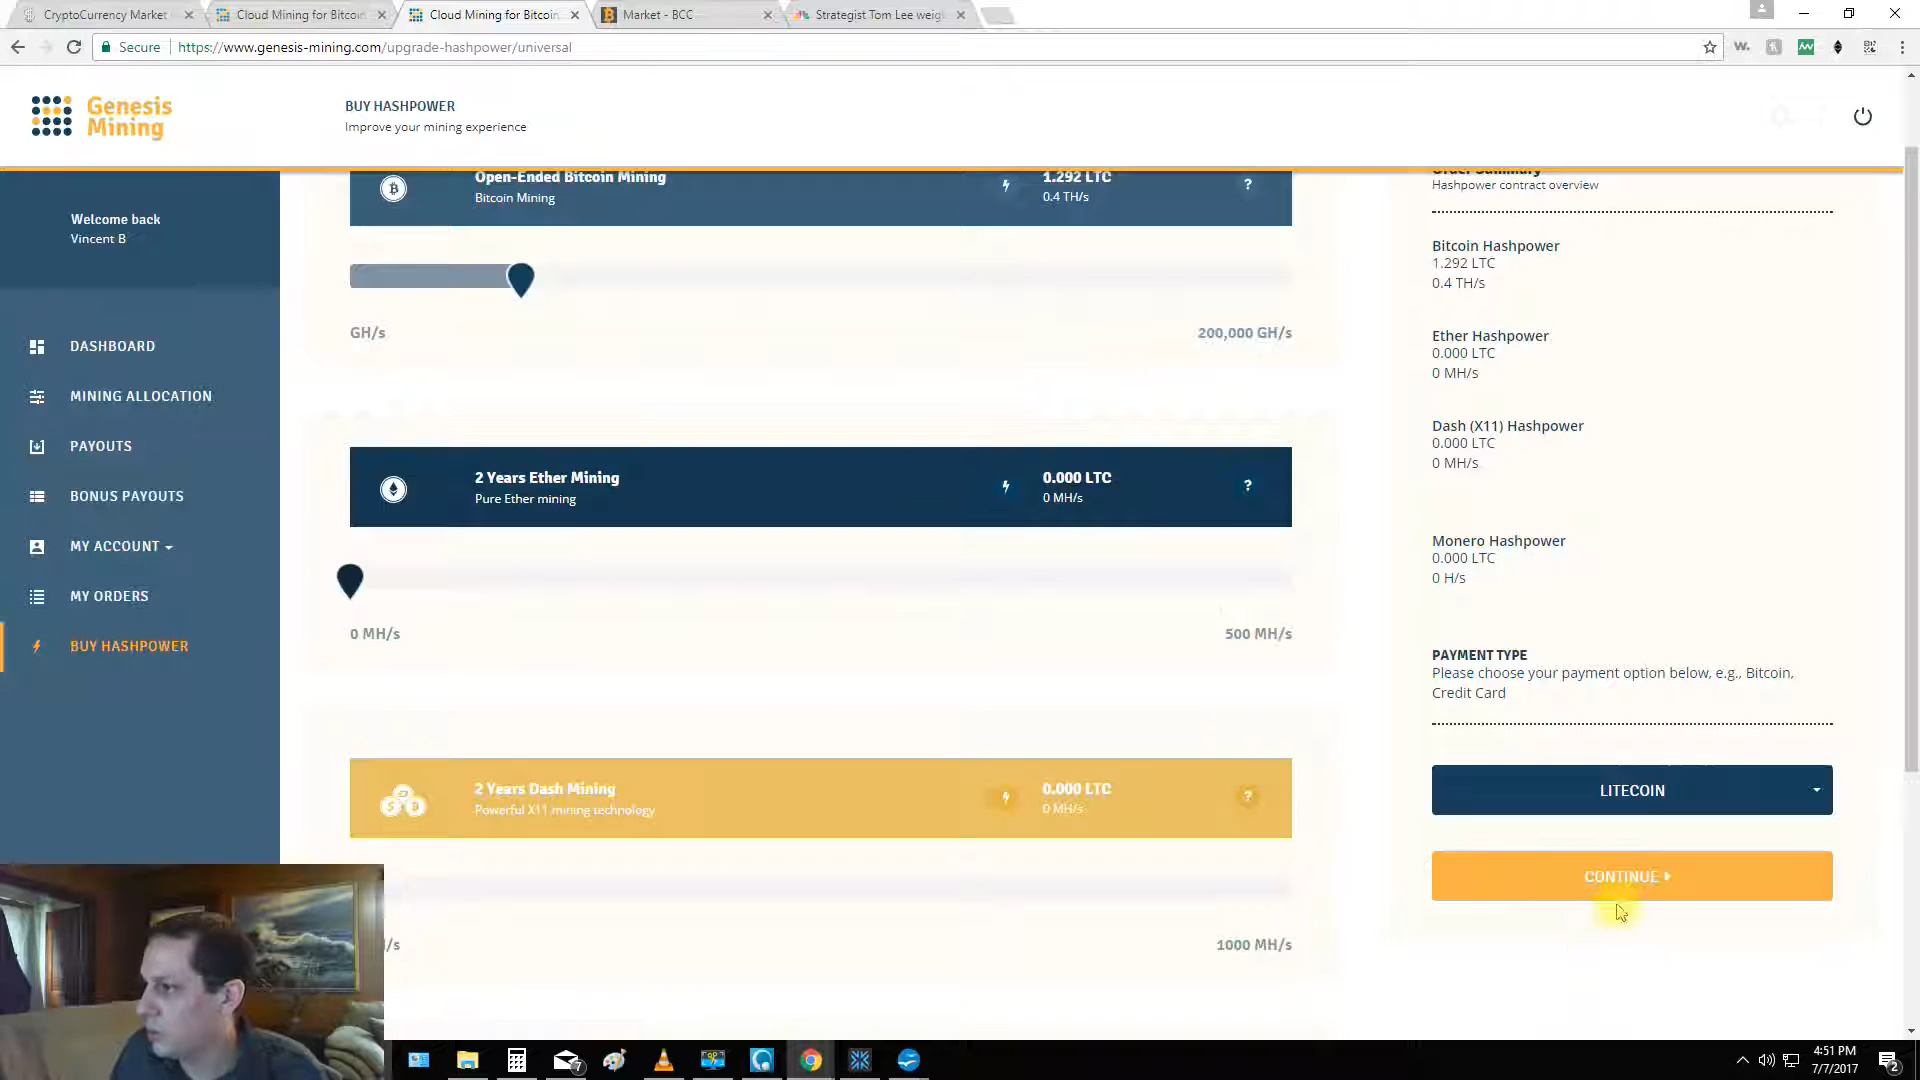 CryptoCurrency Market
Cloud Mining for Bitcoin
Cloud Mining for Bitcoin
Market - BCC
Strategist Tom Lee weigh
Secure
https://www.genesis-mining.com/upgrade-hashpower/universal
Genesis
Mining
BUY HASHPOWER
Improve your mining experience
Welcome back
Vincent B
DASHBOARD
MINING ALLOCATION
PAYOUTS
BONUS PAYOUTS
MY ACCOUNT
MY ORDERS
BUY HASHPOWER
Open-Ended Bitcoin Mining
Bitcoin Mining
1.292 LTC
0.4 TH/s
?
GH/s
200,000 GH/s
2 Years Ether Mining
Pure Ether mining
0.000 LTC
0 MH/s
?
0 MH/s
500 MH/s
2 Years Dash Mining
Powerful X11 mining technology
0.000 LTC
0 MH/s
?
/s
1000 MH/s
Order Summary
Hashpower contract overview
Bitcoin Hashpower
1.292 LTC
0.4 TH/s
Ether Hashpower
0.000 LTC
0 MH/s
Dash (X11) Hashpower
0.000 LTC
0 MH/s
Monero Hashpower
0.000 LTC
0 H/s
PAYMENT TYPE
Please choose your payment option below, e.g., Bitcoin,
Credit Card
LITECOIN
CONTINUE
7
4:51 PM
7/7/2017
2